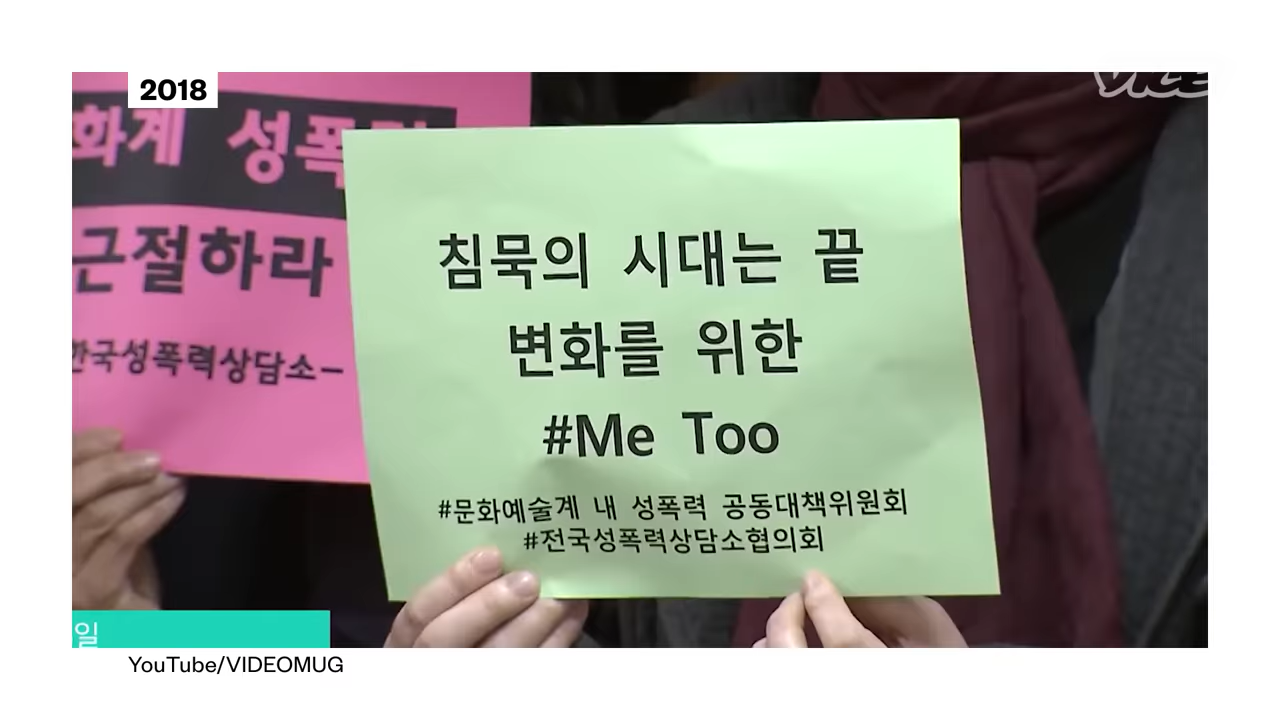 2018
VICE
화계 성폭력
근절하라
한국성폭력상담소ㅡ
침묵의 시대는 끝
변화를 위한
#Me Too
#문화예술계 내 성폭력 공동대책위원회
#전국성폭력상담소협의회
일
YouTube/VIDEOMUG